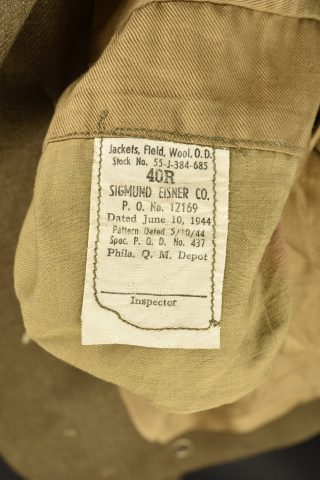 Jackets, Field, Wool, O.D.
Stock No. 55-J-384-685
40R
SIGMUND EISNER CO.
P. O. No. 12169
Dated June 10, 1944
Pattern Dated 5/19/44
Spec. P. Q. D. No. 437
Phila. Q. M. Depot
Inspector